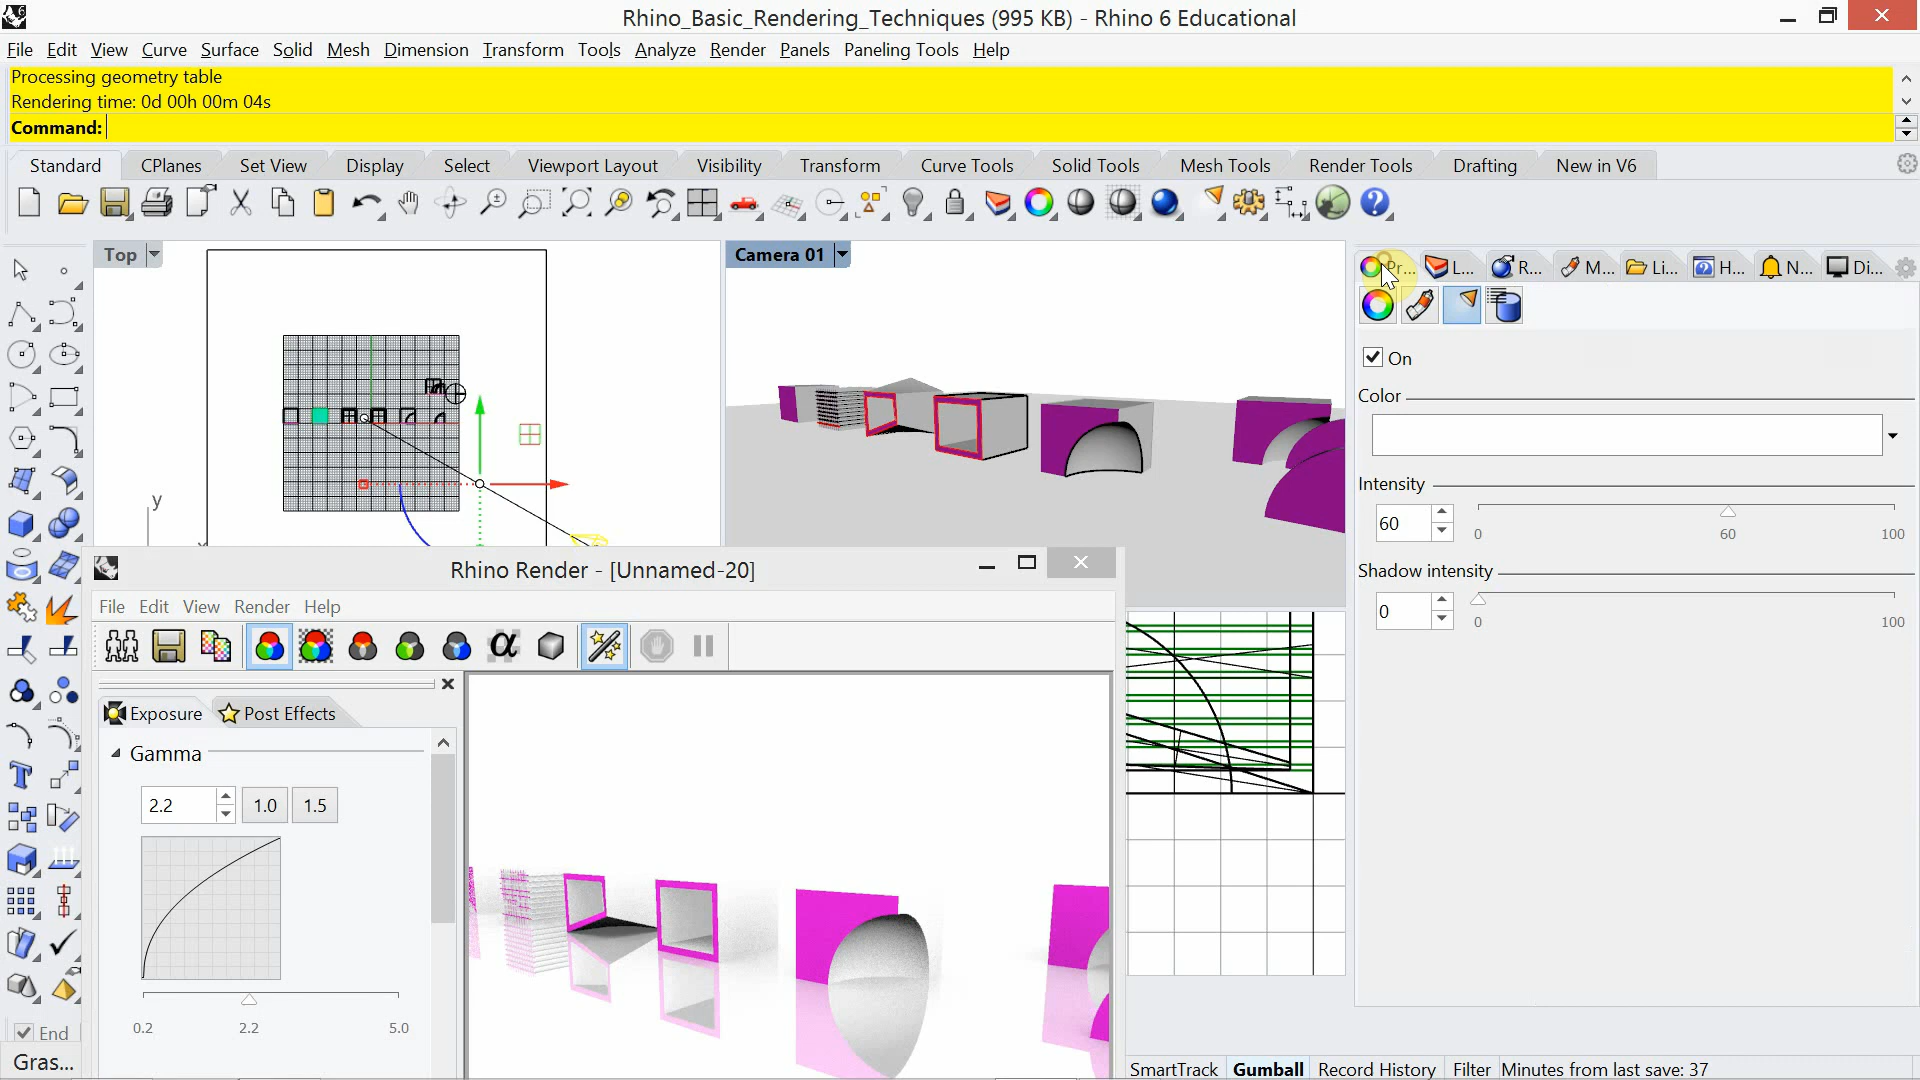 Rhino_Basic_Rendering_Techniques (995 KB) - Rhino 6 Educational
File Edit View Curve Surface Solid Mesh Dimension Transform Tools Analyze Render Panels Paneling Tools Help
Processing geometry table
Rendering time: 0d 00h 00m 04s
Command:
Standard CPlanes Set View Display Select Viewport Layout Visibility Transform Curve Tools Solid Tools Mesh Tools Render Tools Drafting New in V6
Top
Camera 01
Pr... L... R... M... Li... H... N... Di...
On
Color
Intensity
60
0 60 100
Shadow intensity
0
0 100
y
Rhino Render - [Unnamed-20]
File Edit View Render Help
α
Exposure Post Effects
Gamma
2.2 1.0 1.5
0.2 2.2 5.0
End
Gras...
SmartTrack Gumball Record History Filter Minutes from last save: 37